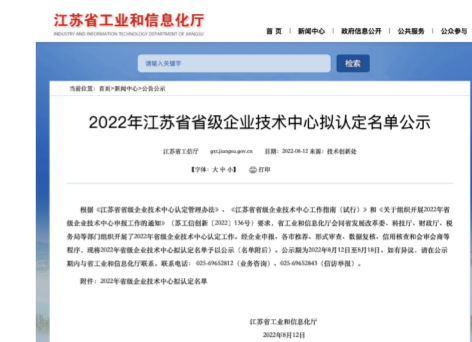 江苏省工业和信息化厅
INDUSTRY AND INFORMATION TECHNOLOGY DEPARTMENT OF JIANGSU
首 页 | 新闻中心 | 政府信息公开 | 公共服务 | 公众参与
请输入关键字 检索
当前位置：首页>新闻中心>公告公示
2022年江苏省省级企业技术中心拟认定名单公示
江苏省工信厅 gxt.jiangsu.gov.cn 日期：2022-08-12 来源：技术创新处
【字体：大 中 小】 打印
根据《江苏省省级企业技术中心认定管理办法》、《江苏省省级企业技术中心工作指南（试行）》和《关于组织开展2022年省
级企业技术中心申报工作的通知》（苏工信创新〔2022〕136号）要求，省工业和信息化厅会同省发展改革委、科技厅、财政厅、税
务局等部门组织开展了2022年省级企业技术中心认定工作。经企业申报、各市推荐、形式审查、数据复核、信用核查和会审会商等
程序，现将2022年省级企业技术中心拟认定名单予以公示（名单附后）。公示期为2022年8月12日至8月18日。如有异议，请在公示
期内与省工业和信息化厅联系。联系电话： 025-69652812（业务咨询）、025-69652843（信访举报）。
附件：2022年省级企业技术中心拟认定名单
江苏省工业和信息化厅
2022年8月12日